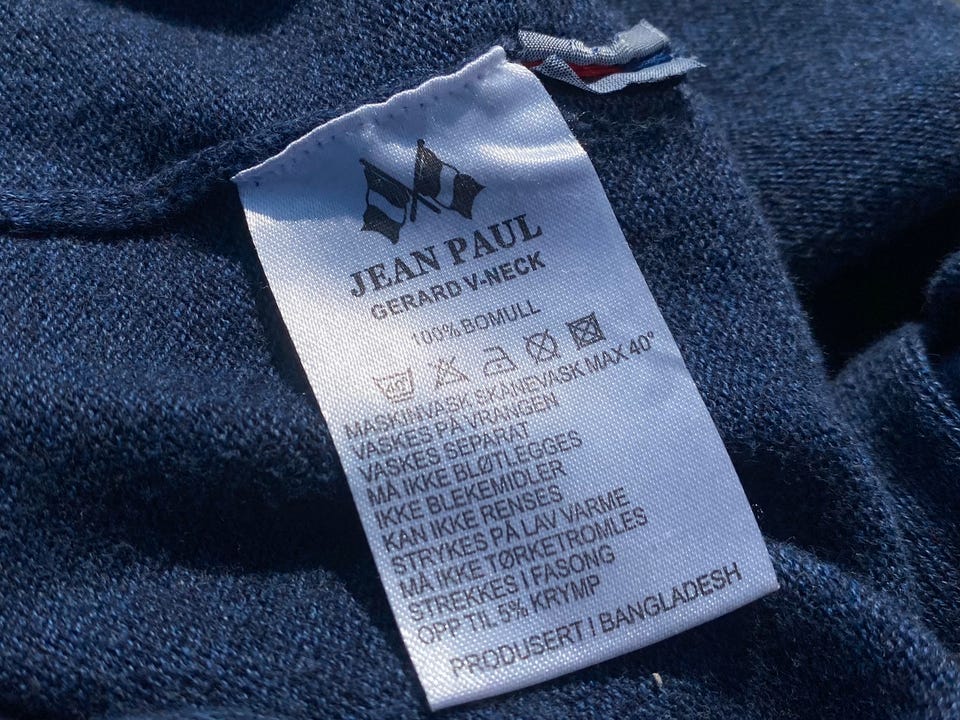 JEAN PAUL
GERARD V-NECK
100% BOMULL
40°
MASKINVASK SKÅNEVASK MAX 40°
VASKES PÅ VRANGEN
VASKES SEPARAT
MÅ IKKE BLØTLEGGES
IKKE BLEKEMIDLER
KAN IKKE RENSES
STRYKES PÅ LAV VARME
MÅ IKKE TØRKETROMLES
STREKKES I FASONG
OPP TIL 5% KRYMP
PRODUSERT I BANGLADESH